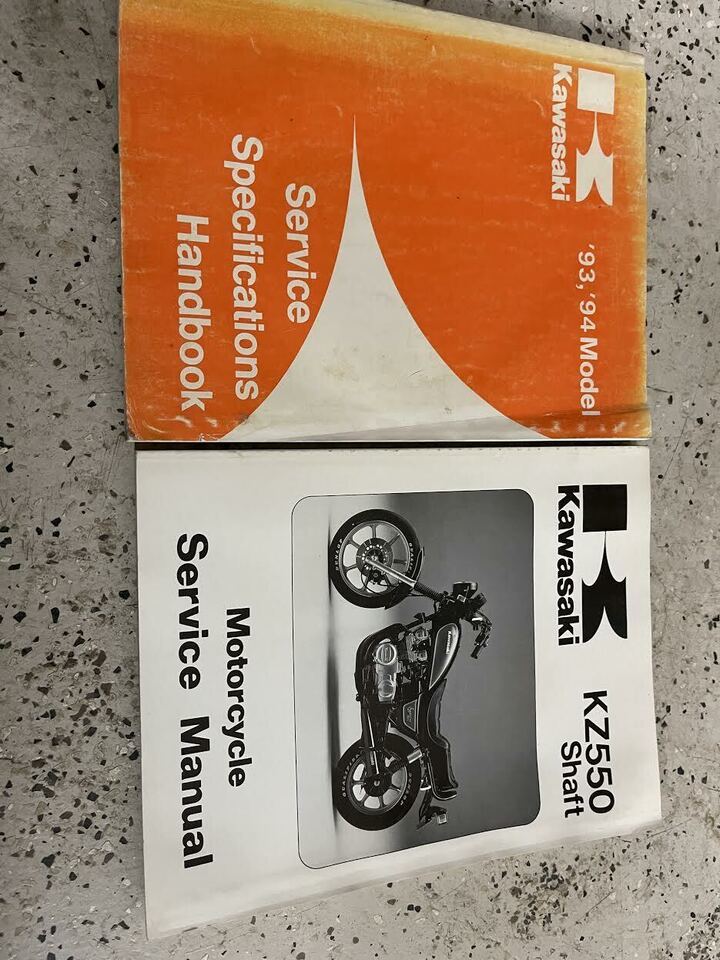 Kawasaki
'93, '94 Model
Service
Specifications
Handbook
Kawasaki
KZ550
Shaft
Motorcycle
Service Manual